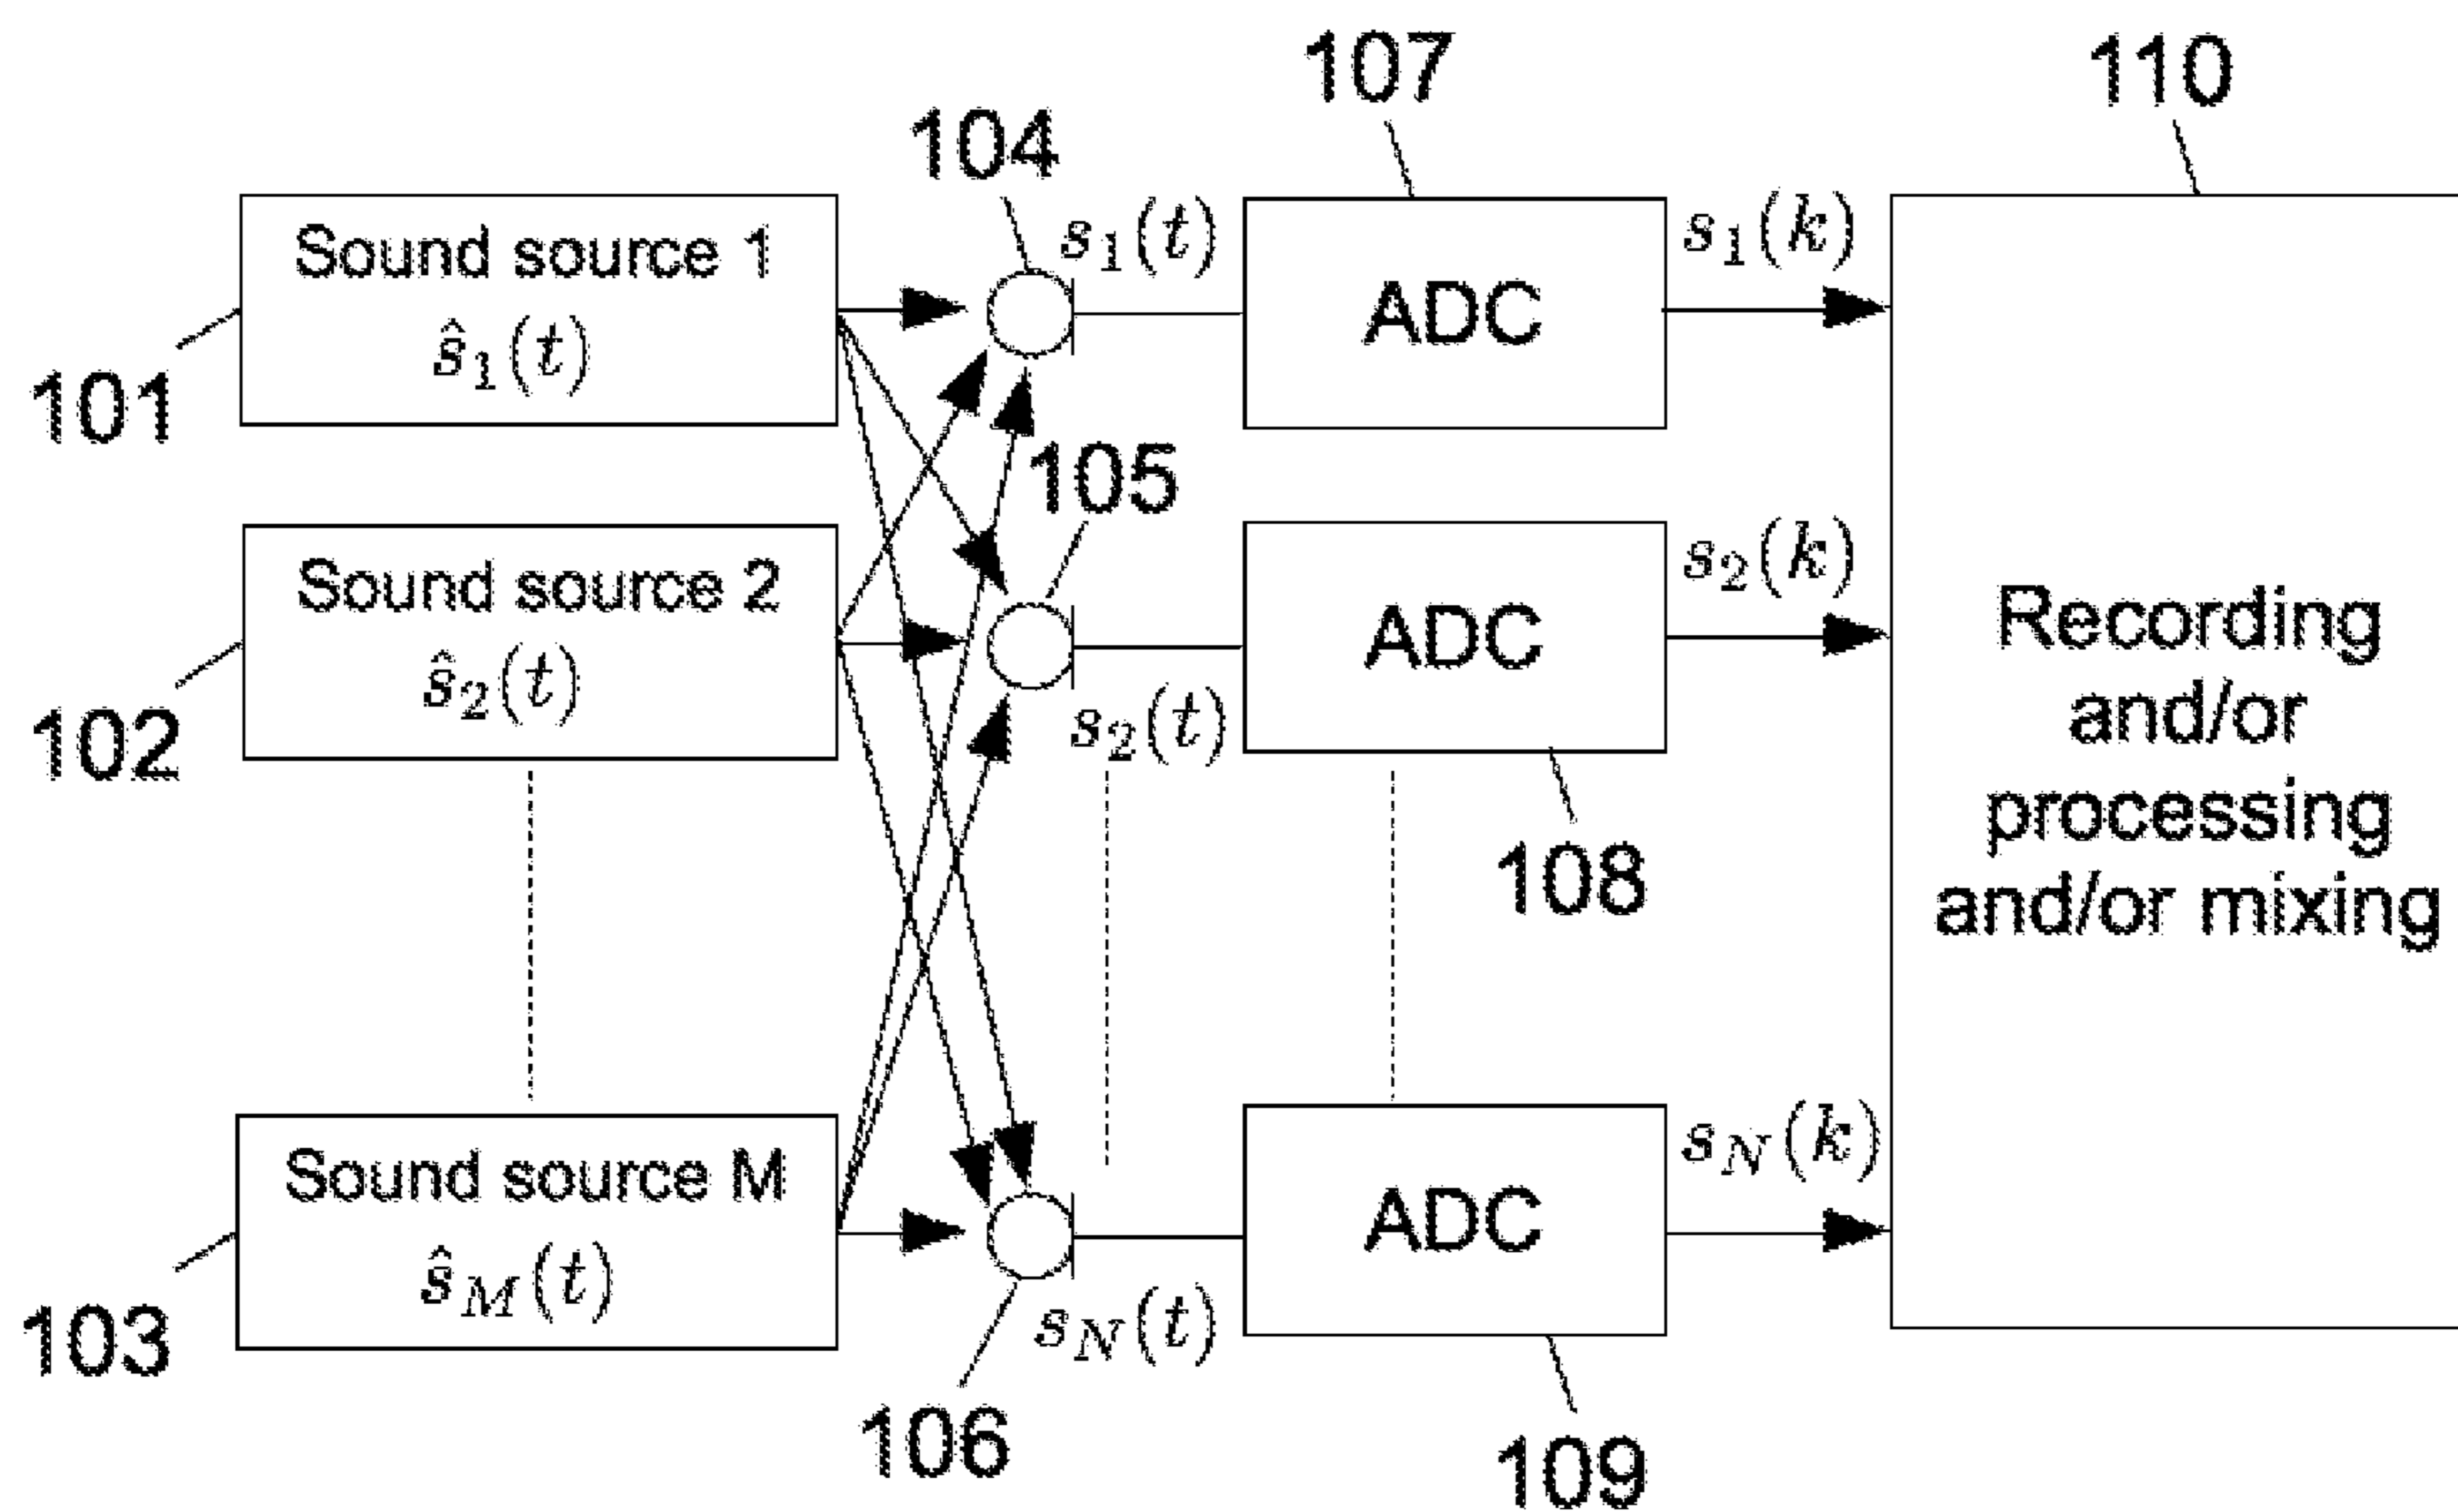 107
110
104
Sound source 1
ŝ₁(t)
s₁(t)
ADC
s₁(k)
101
105
Sound source 2
ŝ₂(t)
s₂(t)
ADC
s₂(k)
102
108
Recording
and/or
processing
and/or mixing
Sound source M
ŝ_M(t)
s_N(t)
ADC
s_N(k)
103
106
109